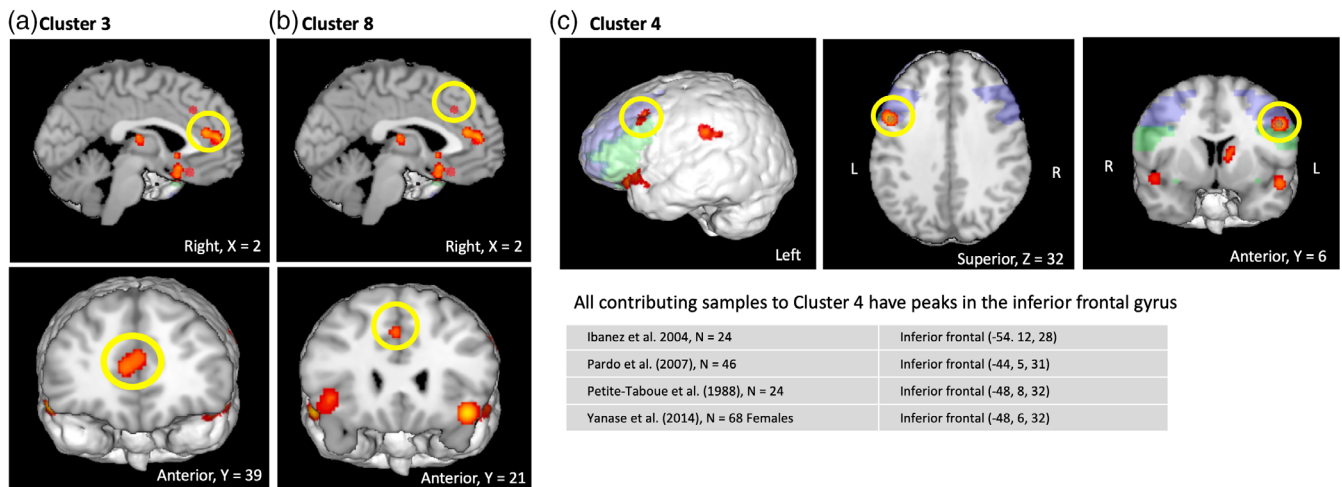 (a) Cluster 3
(b) Cluster 8
(c) Cluster 4
Right, X = 2
Right, X = 2
L
R
R
L
Left
Superior, Z = 32
Anterior, Y = 6
Anterior, Y = 39
Anterior, Y = 21
All contributing samples to Cluster 4 have peaks in the inferior frontal gyrus
Ibanez et al. 2004, N = 24 Inferior frontal (-54. 12, 28)
Pardo et al. (2007), N = 46 Inferior frontal (-44, 5, 31)
Petite-Taboue et al. (1988), N = 24 Inferior frontal (-48, 8, 32)
Yanase et al. (2014), N = 68 Females Inferior frontal (-48, 6, 32)